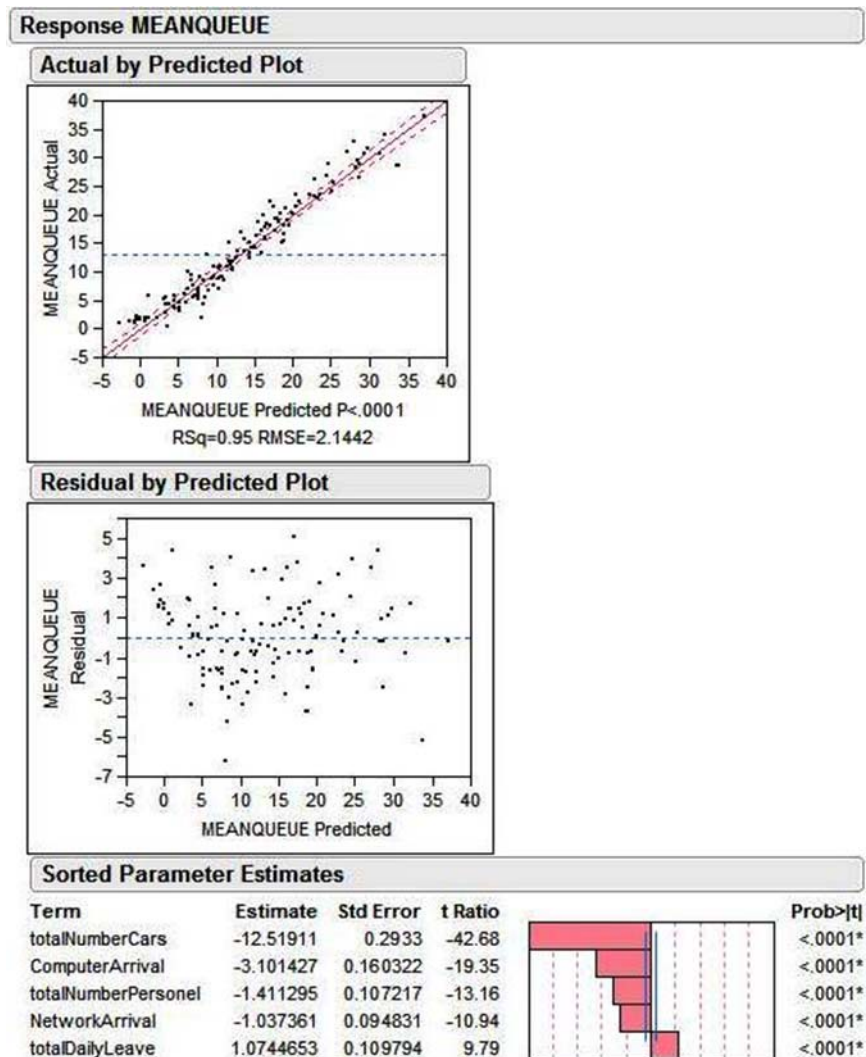 Response MEANQUEUE
Actual by Predicted Plot
MEANQUEUE Actual
40
35
30
25
20
15
10
5
0
-5
-5 0 5 10 15 20 25 30 35 40
MEANQUEUE Predicted P<.0001
RSq=0.95 RMSE=2.1442
Residual by Predicted Plot
MEANQUEUE
Residual
5
3
1
-1
-3
-5
-7
-5 0 5 10 15 20 25 30 35 40
MEANQUEUE Predicted
Sorted Parameter Estimates
Term Estimate Std Error t Ratio Prob>|t|
totalNumberCars -12.51911 0.2933 -42.68 <.0001*
ComputerArrival -3.101427 0.160322 -19.35 <.0001*
totalNumberPersonel -1.411295 0.107217 -13.16 <.0001*
NetworkArrival -1.037361 0.094831 -10.94 <.0001*
totalDailyLeave 1.0744653 0.109794 9.79 <.0001*